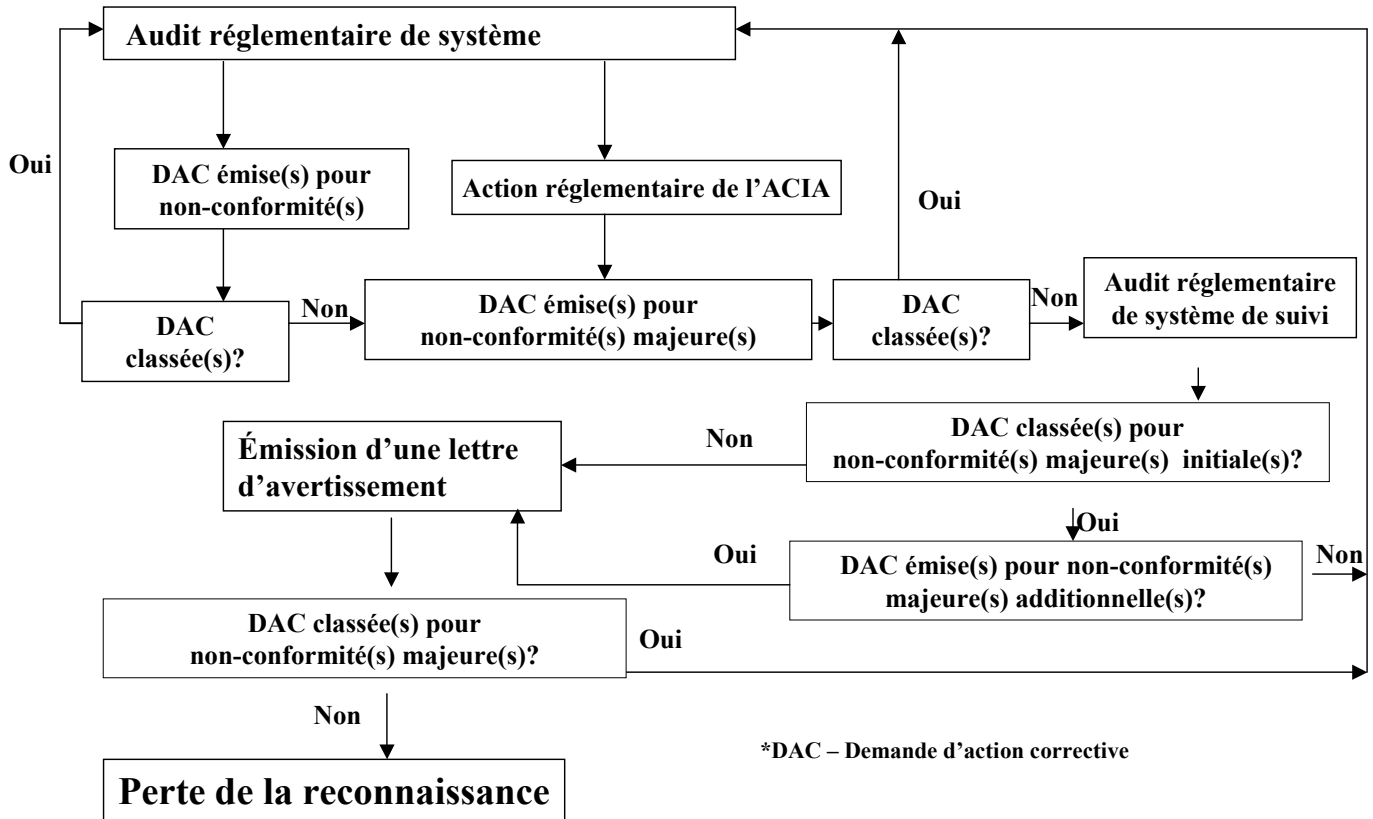 Audit réglementaire de système
Oui
DAC émise(s) pour
non-conformité(s)
Action réglementaire de l’ACIA
Oui
DAC
classée(s)?
Non
DAC émise(s) pour
non-conformité(s) majeure(s)
DAC
classée(s)?
Non
Audit réglementaire
de système de suivi
DAC classée(s) pour
non-conformité(s) majeure(s) initiale(s)?
Non
Émission d’une lettre
d’avertissement
Oui
Oui
DAC émise(s) pour non-conformité(s)
majeure(s) additionnelle(s)?
Non
DAC classée(s) pour
non-conformité(s) majeure(s)?
Oui
Non
*DAC – Demande d’action corrective
Perte de la reconnaissance